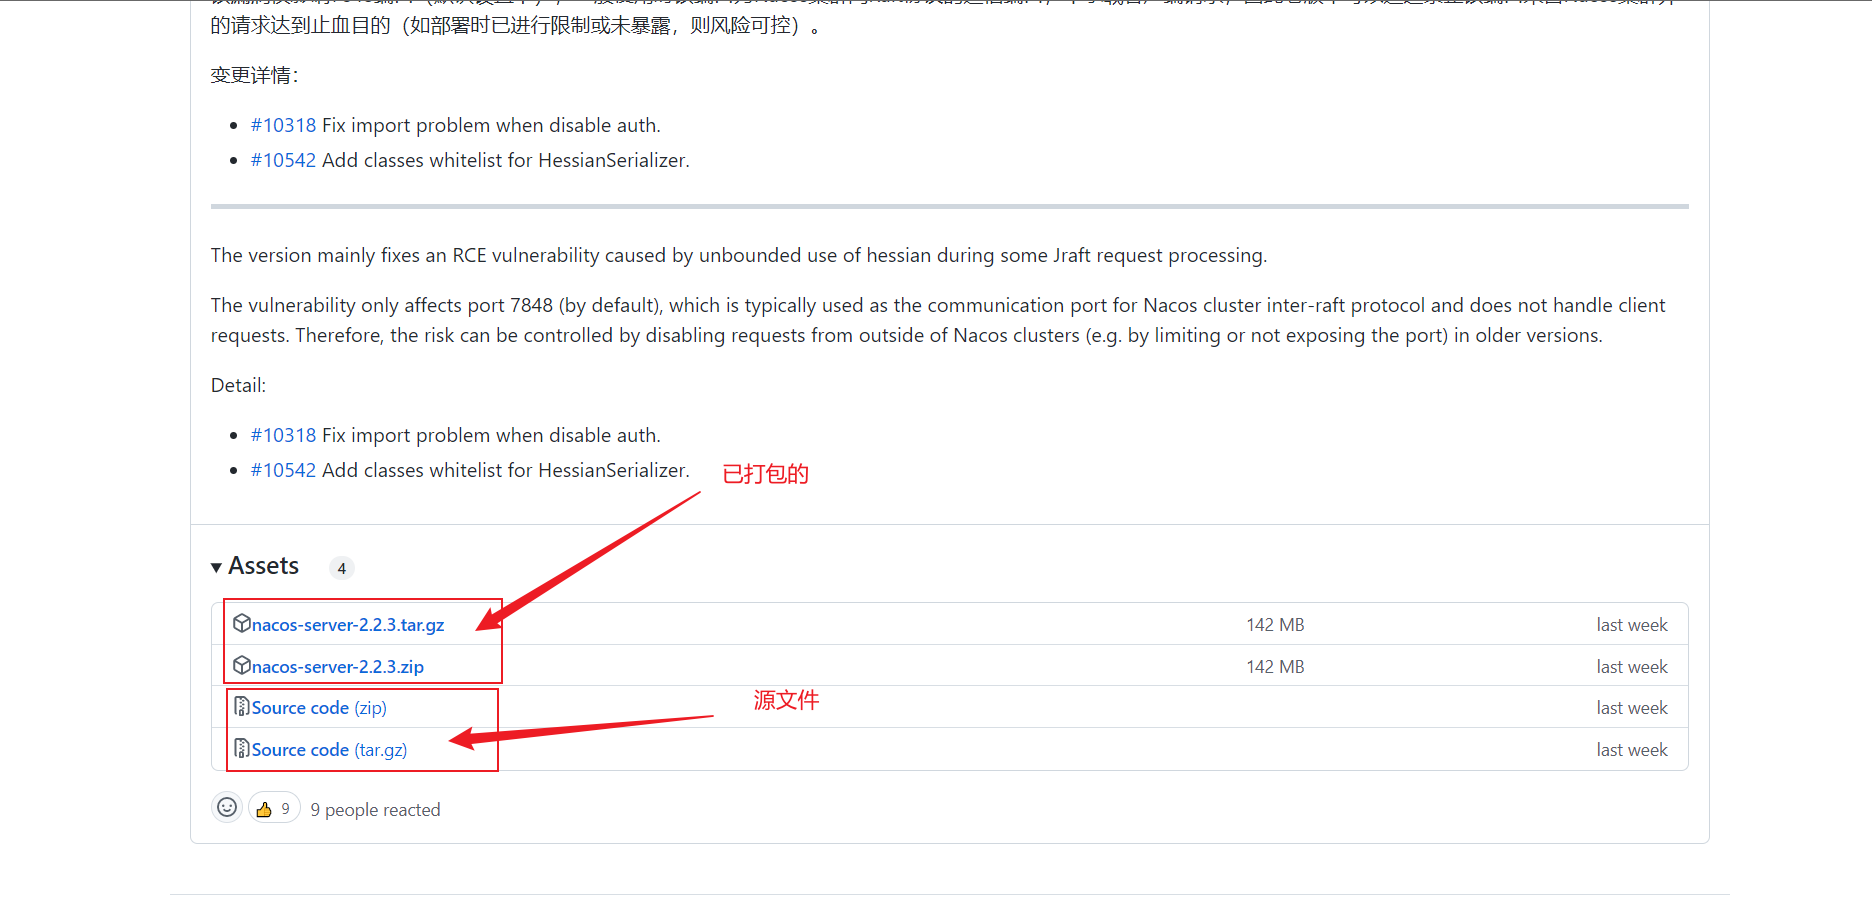 的请求达到止血目的（如部署时已进行限制或未暴露，则风险可控）。
变更详情：
• #10318 Fix import problem when disable auth.
• #10542 Add classes whitelist for HessianSerializer.
The version mainly fixes an RCE vulnerability caused by unbounded use of hessian during some Jraft request processing.
The vulnerability only affects port 7848 (by default), which is typically used as the communication port for Nacos cluster inter-raft protocol and does not handle client
requests. Therefore, the risk can be controlled by disabling requests from outside of Nacos clusters (e.g. by limiting or not exposing the port) in older versions.
Detail:
• #10318 Fix import problem when disable auth.
• #10542 Add classes whitelist for HessianSerializer.
已打包的
Assets 4
nacos-server-2.2.3.tar.gz 142 MB last week
nacos-server-2.2.3.zip 142 MB last week
Source code (zip) last week
源文件
Source code (tar.gz) last week
9 9 people reacted